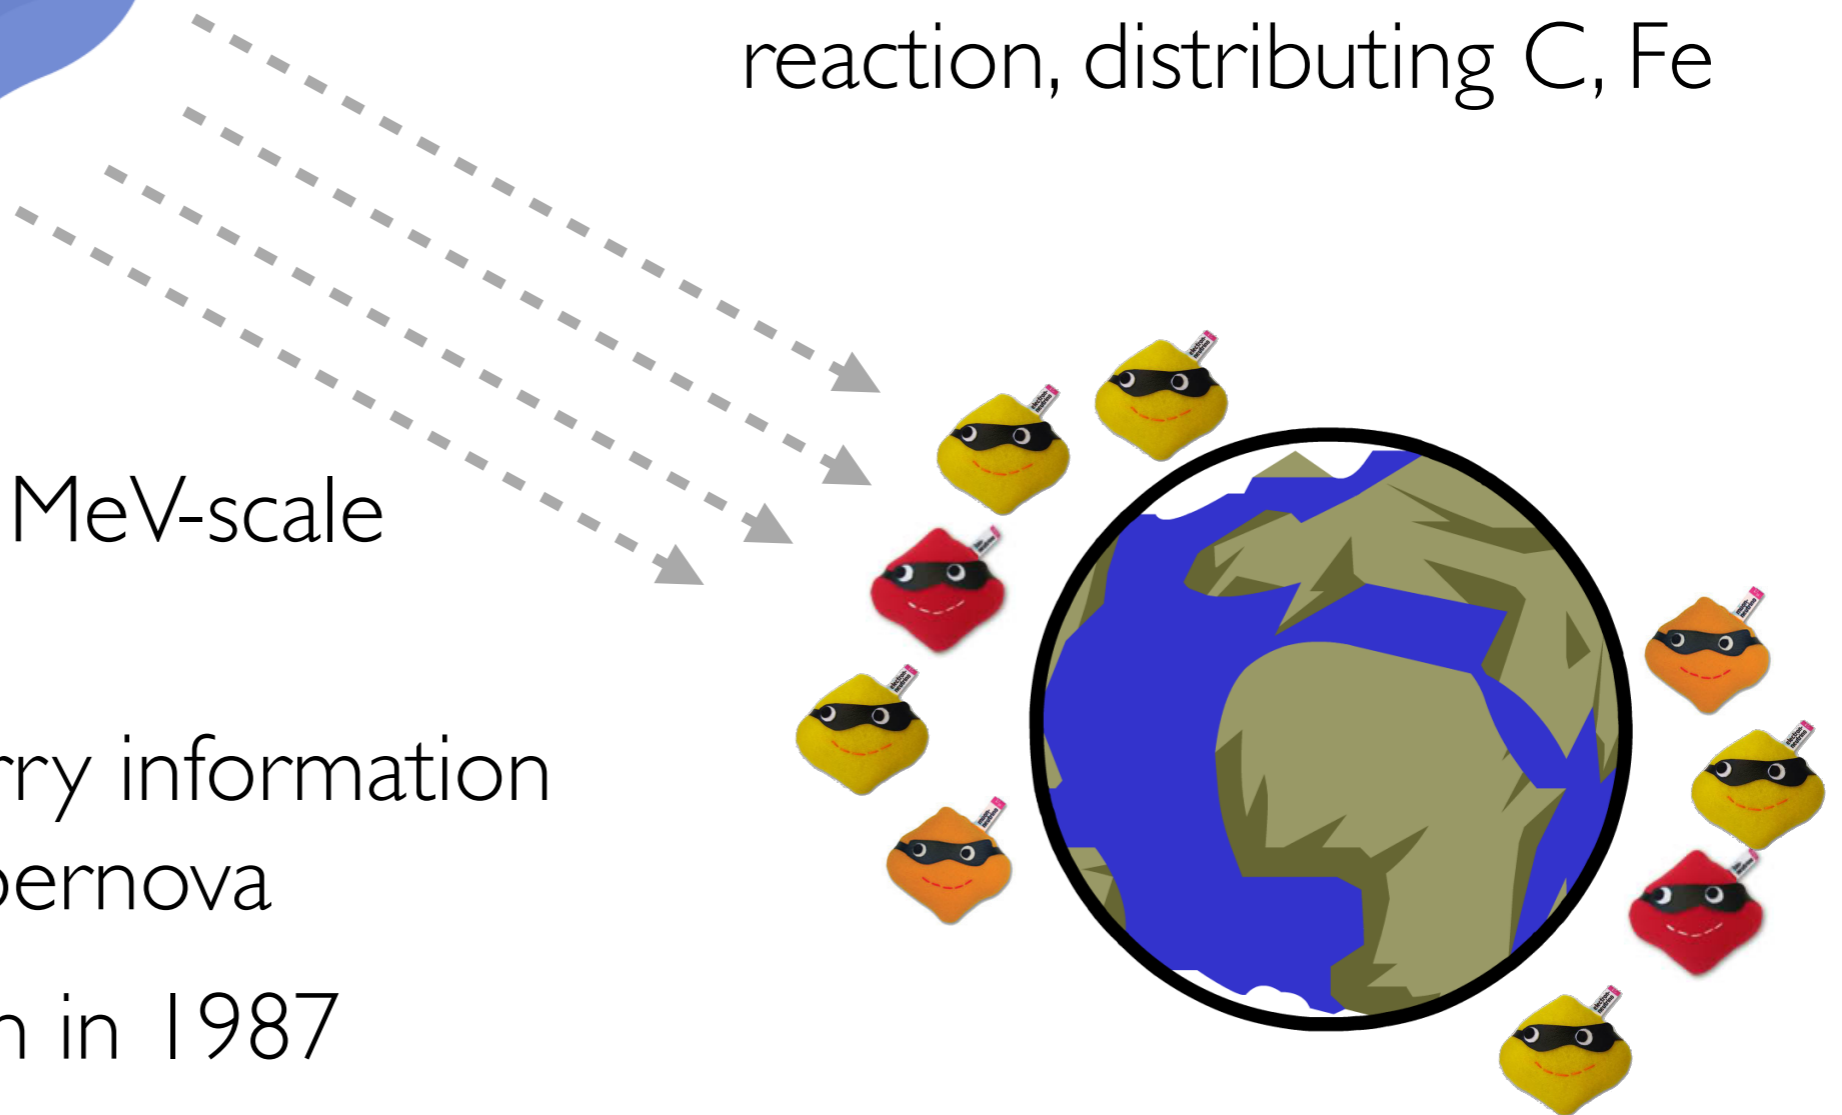 reaction, distributing C, Fe
MeV-scale
rry information
pernova
n in 1987